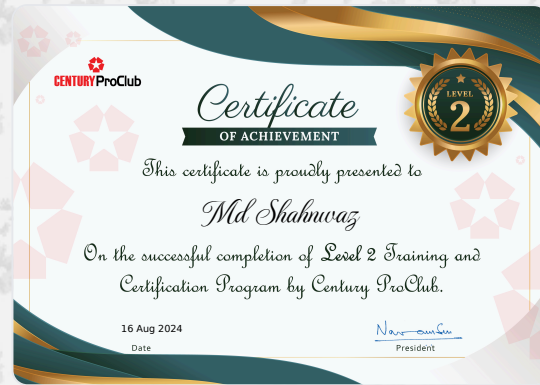 CENTURY ProClub
LEVEL
2
Certificate
OF ACHIEVEMENT
This certificate is proudly presented to
Md Shahnwaz
On the successful completion of Level 2 Training and
Certification Program by Century ProClub.
16 Aug 2024
Date
President